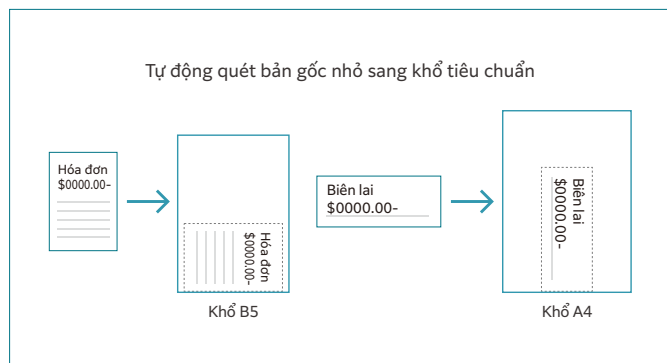 Tự động quét bản gốc nhỏ sang khổ tiêu chuẩn
Hóa đơn
$0000.00-
Hóa đơn
$0000.00-
Khổ B5
Biên lai
$0000.00-
Biên lai
$0000.00-
Khổ A4